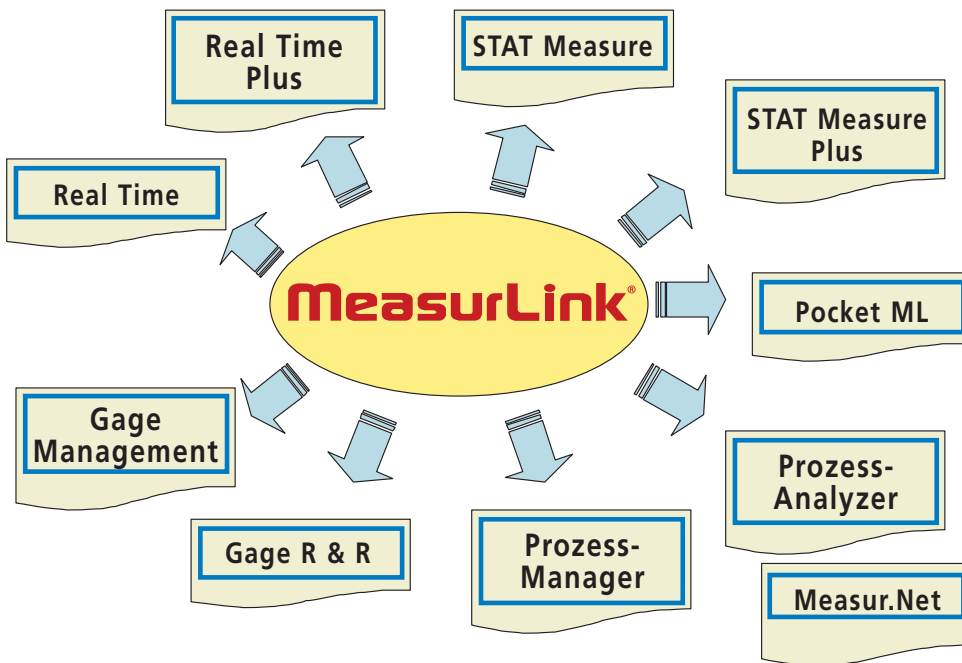 Real Time
Plus
STAT Measure
STAT Measure
Plus
Real Time
MeasurLink®
Pocket ML
Gage
Management
Prozess-
Analyzer
Gage R & R
Prozess-
Manager
Measur.Net